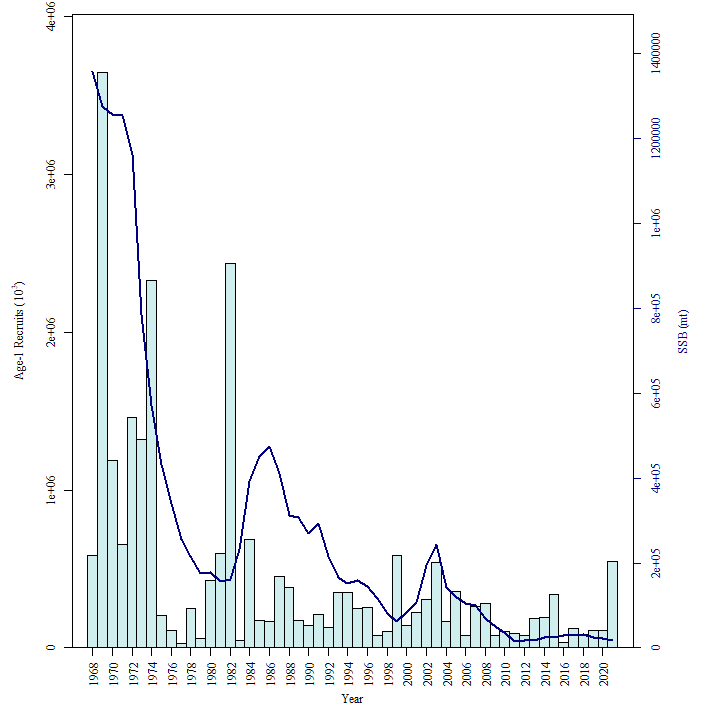 4e+06
3e+06
2e+06
1e+06
0
Age-1 Recruits (10³)
1400000
1200000
1e+06
8e+05
6e+05
4e+05
2e+05
0
SSB (mt)
1968 1970 1972 1974 1976 1978 1980 1982 1984 1986 1988 1990 1992 1994 1996 1998 2000 2002 2004 2006 2008 2010 2012 2014 2016 2018 2020
Year